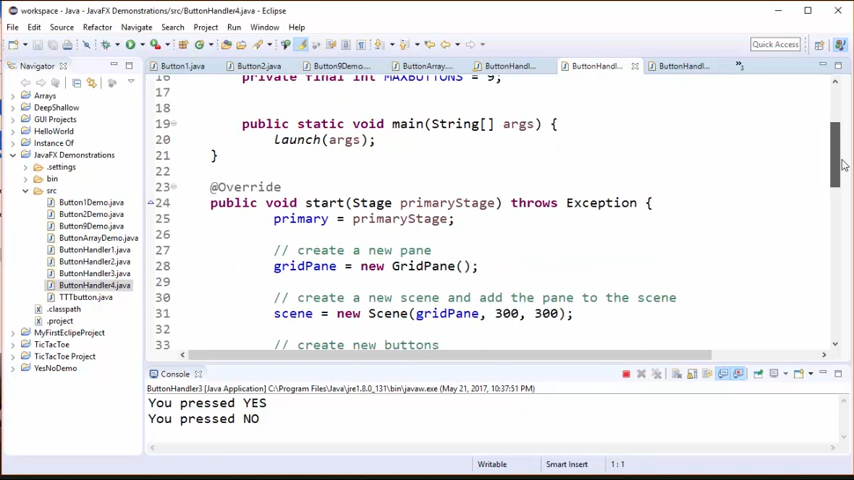 workspace - Java - JavaFX Demonstrations/src/ButtonHandler4.java - Eclipse
File Edit Source Refactor Navigate Search Project Run Window Help
Quick Access
Navigator
Button1.java
Button2.java
Button9Demo....
ButtonArray....
ButtonHandl...
ButtonHandl...
ButtonHandl...
Arrays
DeepShallow
GUI Projects
HelloWorld
Instance Of
JavaFX Demonstrations
.settings
bin
src
Button1Demo.java
Button2Demo.java
Button9Demo.java
ButtonArrayDemo.java
ButtonHandler1.java
ButtonHandler2.java
ButtonHandler3.java
ButtonHandler4.java
TTTbutton.java
.classpath
.project
MyFirstEclipeProject
TicTacToe
TicTacToe Project
YesNoDemo
16 private final int MAXBUTTONS = 9;
17
18
19 public static void main(String[] args) {
20 launch(args);
21 }
22
23 @Override
24 public void start(Stage primaryStage) throws Exception {
25 primary = primaryStage;
26
27 // create a new pane
28 gridPane = new GridPane();
29
30 // create a new scene and add the pane to the scene
31 scene = new Scene(gridPane, 300, 300);
32
33 // create new buttons
Console
ButtonHandler3 [Java Application] C:\Program Files\Java\jre1.8.0_131\bin\javaw.exe (May 21, 2017, 10:37:51 PM)
You pressed YES
You pressed NO
Writable
Smart Insert
1 : 1